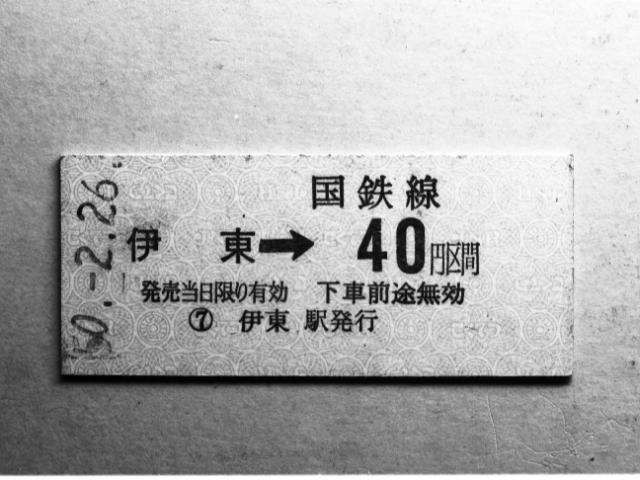 50.-2.26
国鉄線
伊東→40円区間
発売当日限り有効 下車前途無効
⑦ 伊東 駅発行